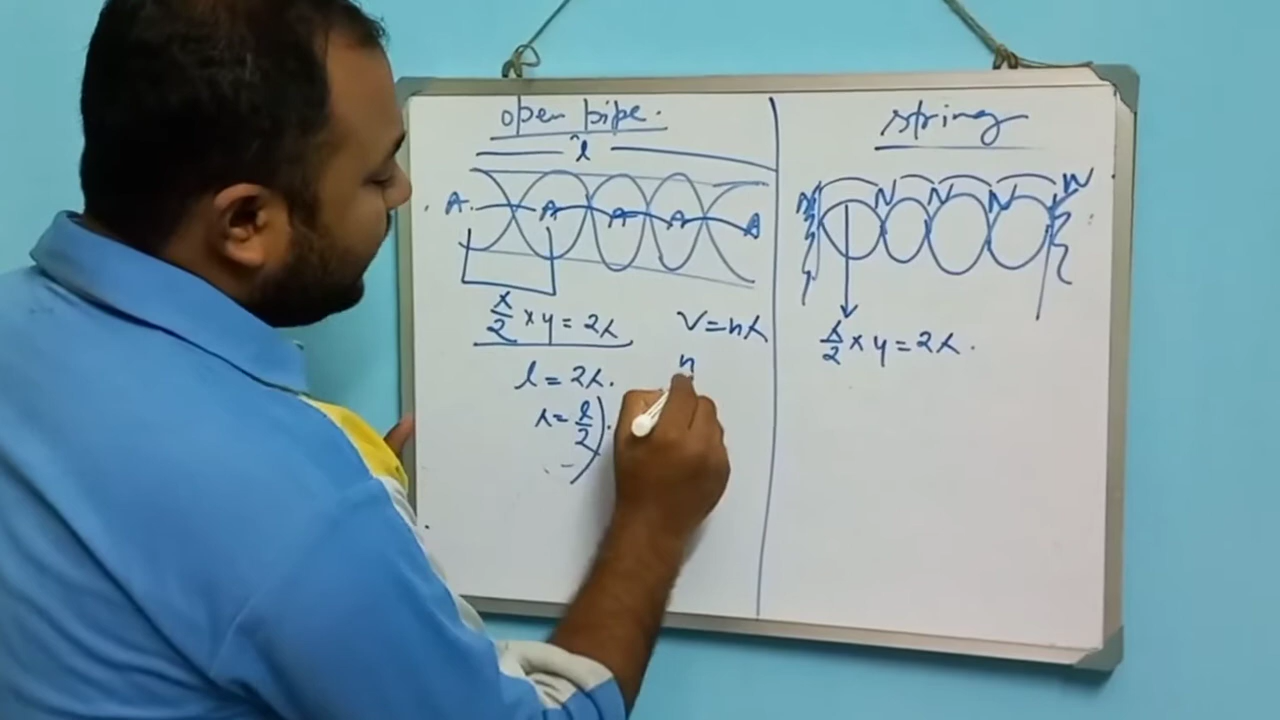 open pipe.
l
A. A A A A
λ/2 × 4 = 2λ
V = nλ
l = 2λ.
n
λ = l/2).
string
N N N N N
λ/2 × 4 = 2λ.